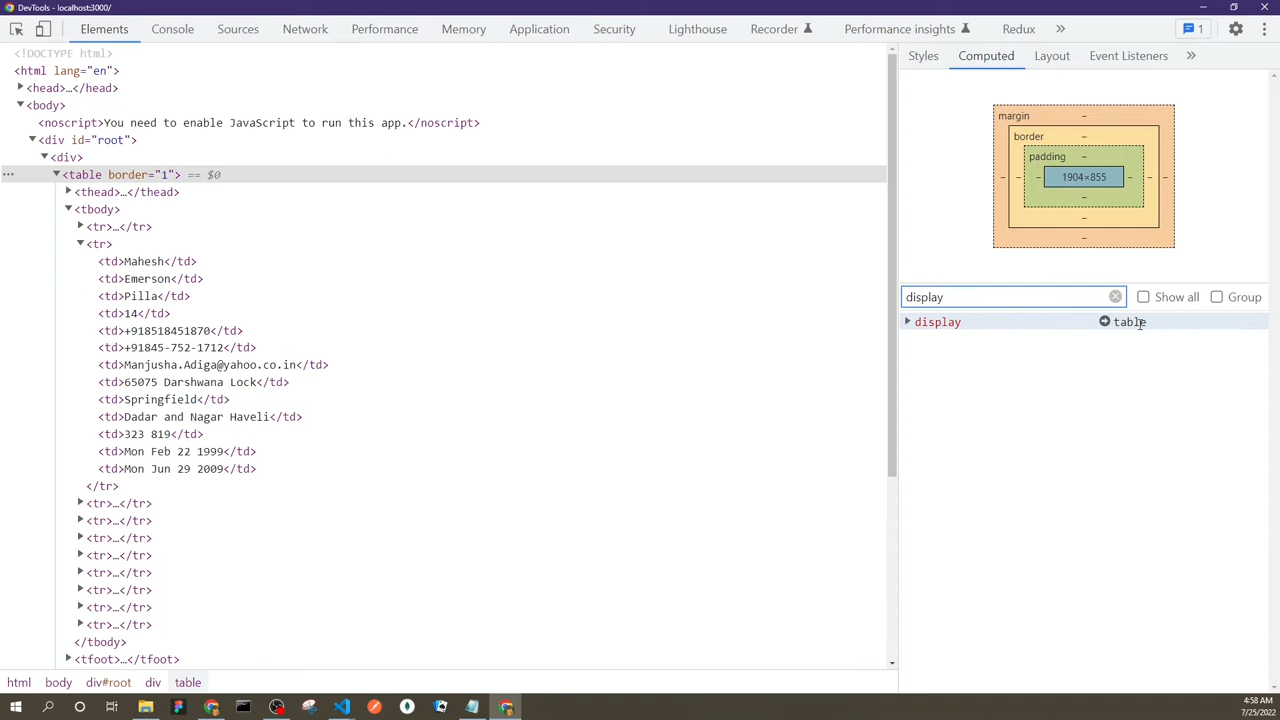 DevTools - localhost:3000/
Elements Console Sources Network Performance Memory Application Lighthouse Security Recorder Performance insights Redux 1
<!DOCTYPE html>
<html lang="en">
<head>…</head>
<body>
<noscript>You need to enable JavaScript to run this app.</noscript>
<div id="root">
<div>
<table border="1"> == $0
<thead>…</thead>
<tbody>
<tr>…</tr>
<tr>
<td>Mahesh</td>
<td>Emerson</td>
<td>Pilla</td>
<td>14</td>
<td>+918518451870</td>
<td>+91845-752-1712</td>
<td>Manjusha.Adiga@yahoo.co.in</td>
<td>65075 Darshwana Lock</td>
<td>Springfield</td>
<td>Dadar and Nagar Haveli</td>
<td>323 819</td>
<td>Mon Feb 22 1999</td>
<td>Mon Jun 29 2009</td>
</tr>
<tr>…</tr>
<tr>…</tr>
<tr>…</tr>
<tr>…</tr>
<tr>…</tr>
<tr>…</tr>
<tr>…</tr>
<tr>…</tr>
</tbody>
<tfoot>…</tfoot>
html body div#root div table
Styles Computed Layout Event Listeners
margin –
border –
padding –
– – – 1904×855 – – –
–
–
–
display Show all Group
display table
4:58 AM
7/25/2022